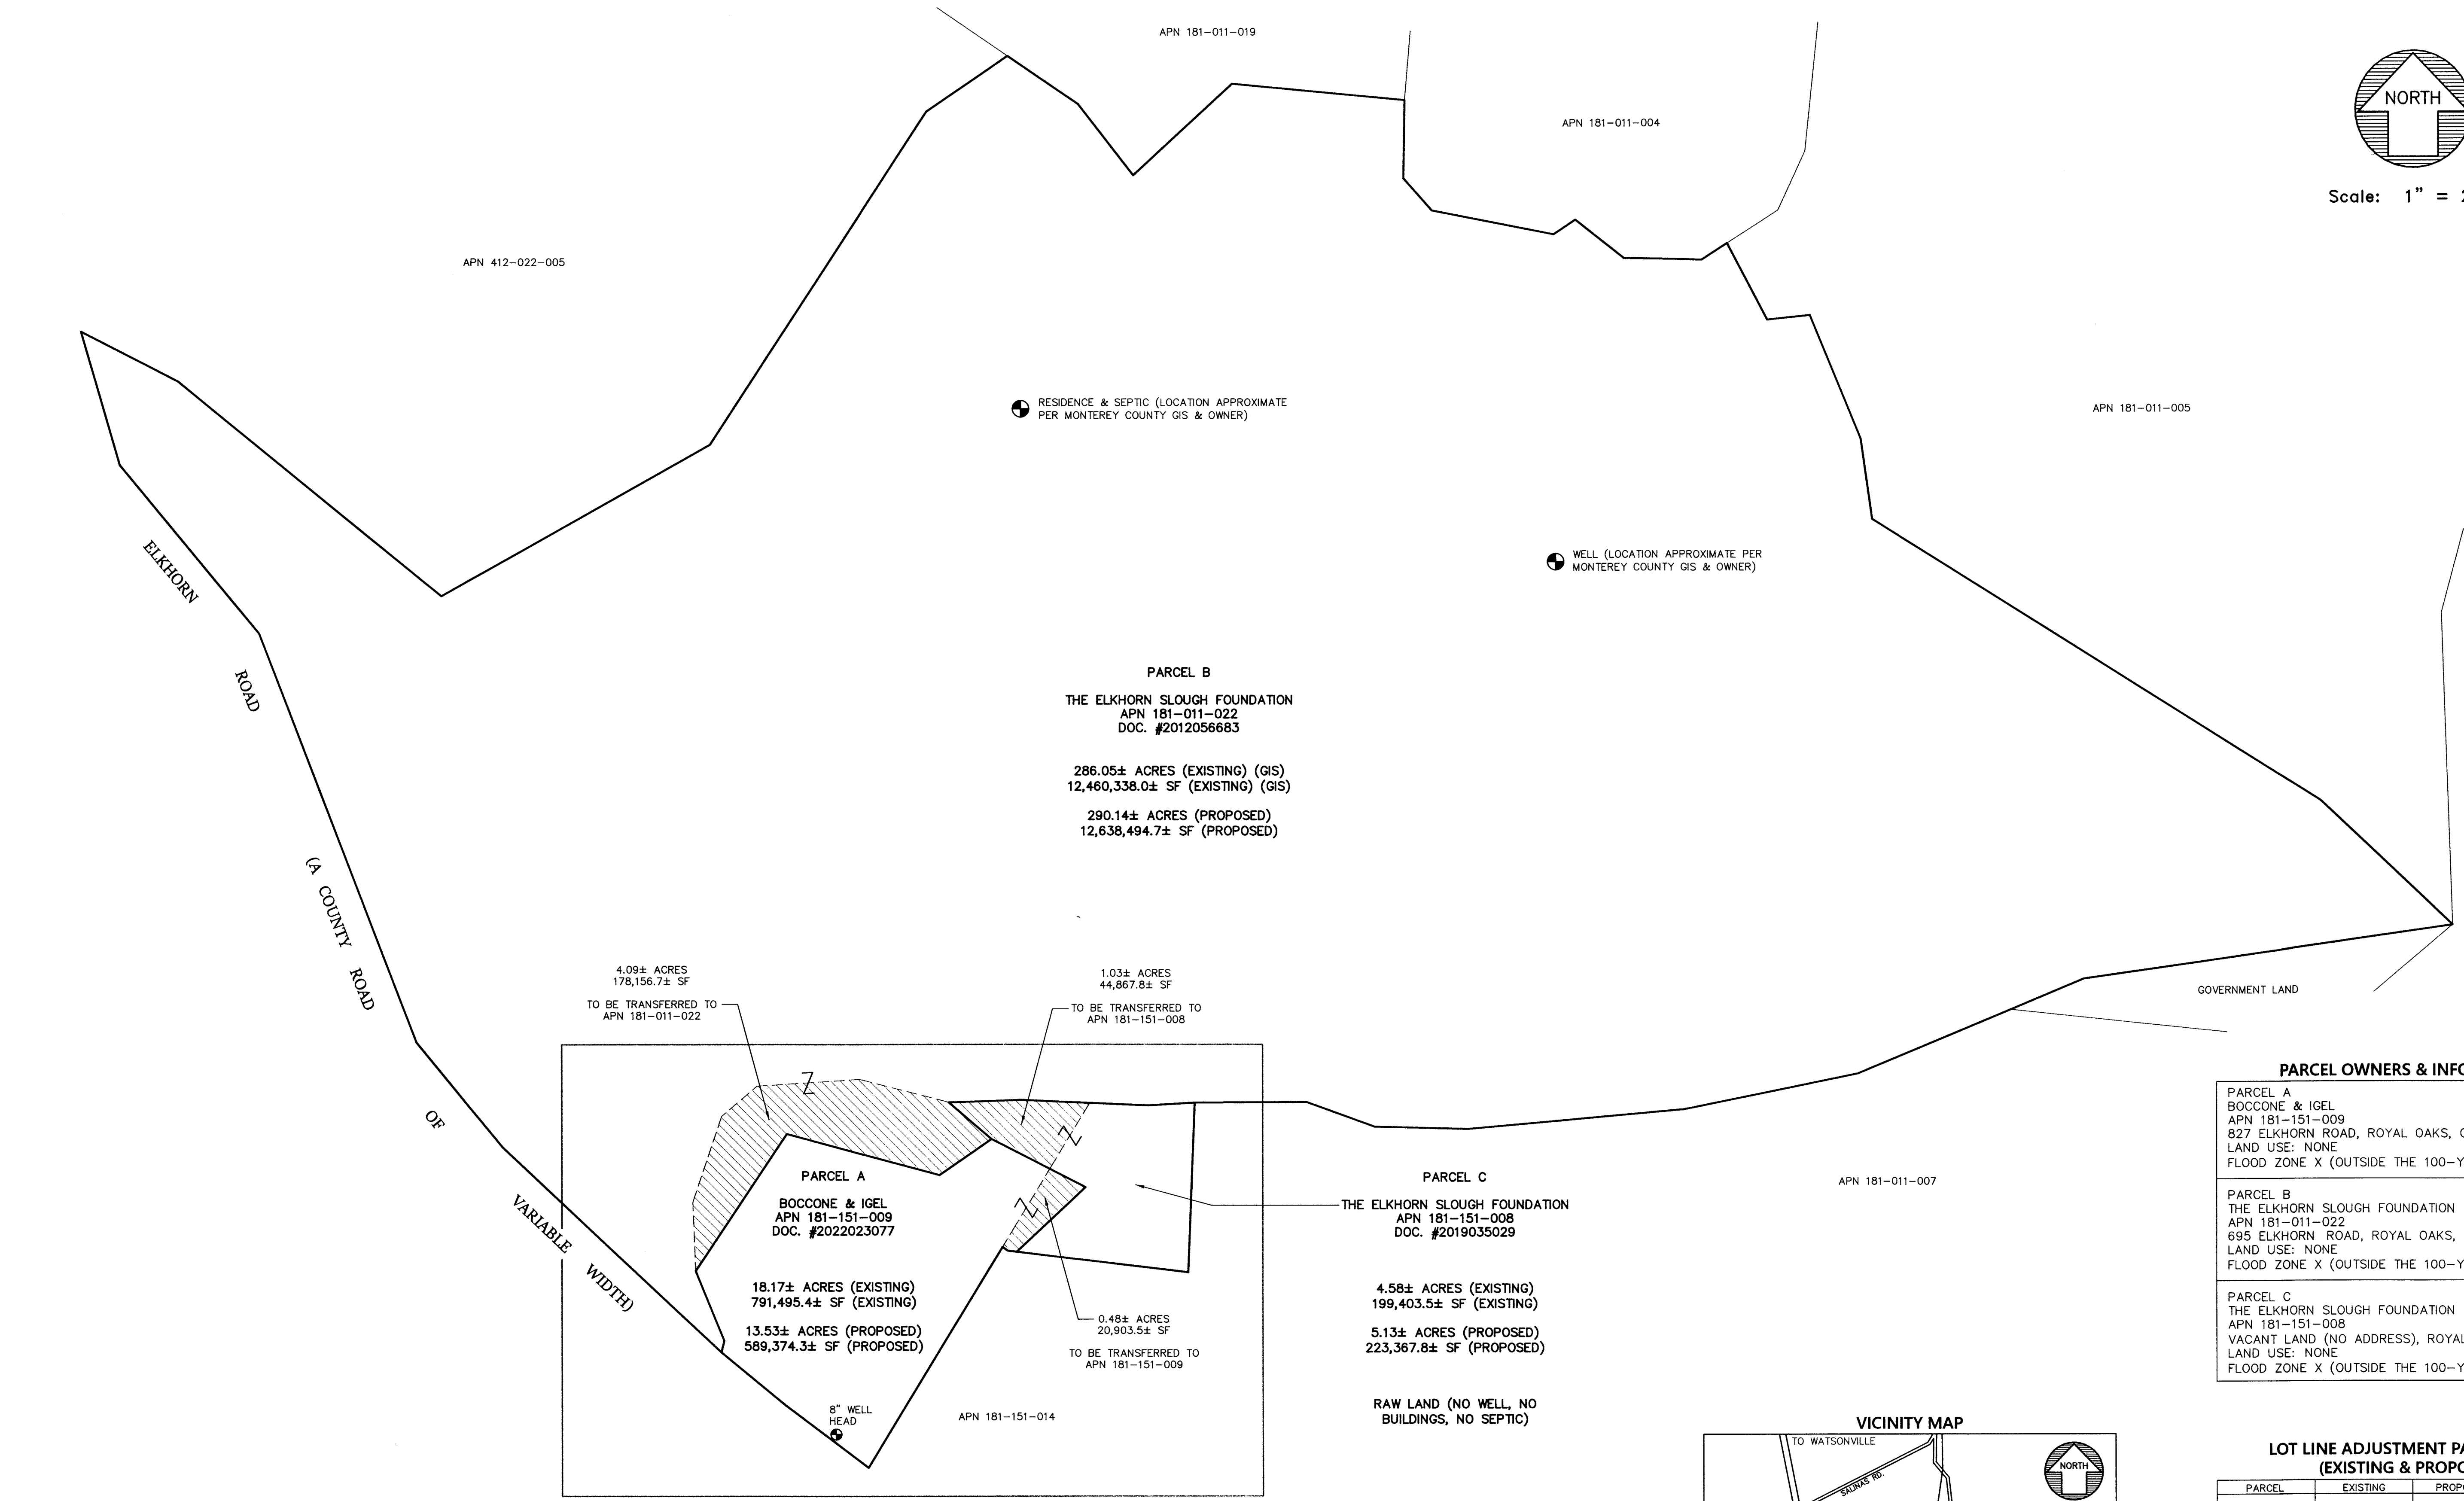 APN 181-011-019
APN 181-011-004
NORTH
Scale: 1" =
APN 412-022-005
APN 181-011-005
RESIDENCE & SEPTIC (LOCATION APPROXIMATE
PER MONTEREY COUNTY GIS & OWNER)
WELL (LOCATION APPROXIMATE PER
MONTEREY COUNTY GIS & OWNER)
ELKHORN
ROAD
(A COUNTY ROAD
OF
VARIABLE
WIDTH)
PARCEL B
THE ELKHORN SLOUGH FOUNDATION
APN 181-011-022
DOC. #2012056683
286.05± ACRES (EXISTING) (GIS)
12,460,338.0± SF (EXISTING) (GIS)
290.14± ACRES (PROPOSED)
12,638,494.7± SF (PROPOSED)
4.09± ACRES
178,156.7± SF
TO BE TRANSFERRED TO
APN 181-011-022
1.03± ACRES
44,867.8± SF
TO BE TRANSFERRED TO
APN 181-151-008
GOVERNMENT LAND
PARCEL A
BOCCONE & IGEL
APN 181-151-009
DOC. #2022023077
18.17± ACRES (EXISTING)
791,495.4± SF (EXISTING)
13.53± ACRES (PROPOSED)
589,374.3± SF (PROPOSED)
8" WELL
HEAD
APN 181-151-014
0.48± ACRES
20,903.5± SF
TO BE TRANSFERRED TO
APN 181-151-009
PARCEL C
THE ELKHORN SLOUGH FOUNDATION
APN 181-151-008
DOC. #2019035029
4.58± ACRES (EXISTING)
199,403.5± SF (EXISTING)
5.13± ACRES (PROPOSED)
223,367.8± SF (PROPOSED)
RAW LAND (NO WELL, NO
BUILDINGS, NO SEPTIC)
APN 181-011-007
PARCEL OWNERS &
PARCEL A
BOCCONE & IGEL
APN 181-151-009
827 ELKHORN ROAD, ROYAL OAKS,
LAND USE: NONE
FLOOD ZONE X (OUTSIDE THE
PARCEL B
THE ELKHORN SLOUGH FOUNDATION
APN 181-011-022
695 ELKHORN ROAD, ROYAL OAKS,
LAND USE: NONE
FLOOD ZONE X (OUTSIDE THE
PARCEL C
THE ELKHORN SLOUGH FOUNDATION
APN 181-151-008
VACANT LAND (NO ADDRESS),
LAND USE: NONE
FLOOD ZONE X (OUTSIDE THE
VICINITY MAP
TO WATSONVILLE
SALINAS RD.
NORTH
LOT LINE ADJUSTMENT
(EXISTING &
PARCEL EXISTING